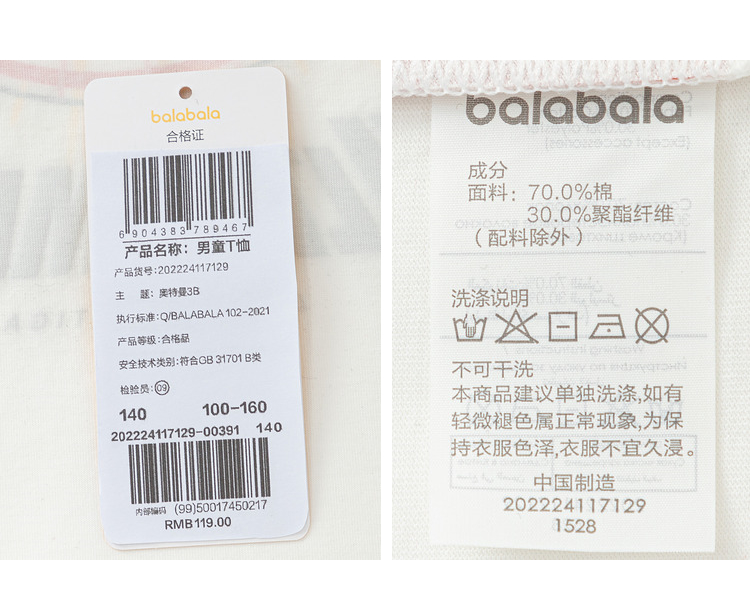 balabala
合格证
6 904383 789467
产品名称: 男童T恤
产品货号:202224117129
主 题: 奥特曼3B
执行标准:Q/BALABALA 102-2021
产品等级:合格品
安全技术类别:符合GB 31701 B类
检验员:09
140 100-160
202224117129-00391 140
内部编码 (99)50017450217
RMB119.00
balabala
成分
面料: 70.0%棉
30.0%聚酯纤维
(配料除外)
洗涤说明
不可干洗
本商品建议单独洗涤,如有
轻微褪色属正常现象,为保
持衣服色泽,衣服不宜久浸。
中国制造
202224117129
1528